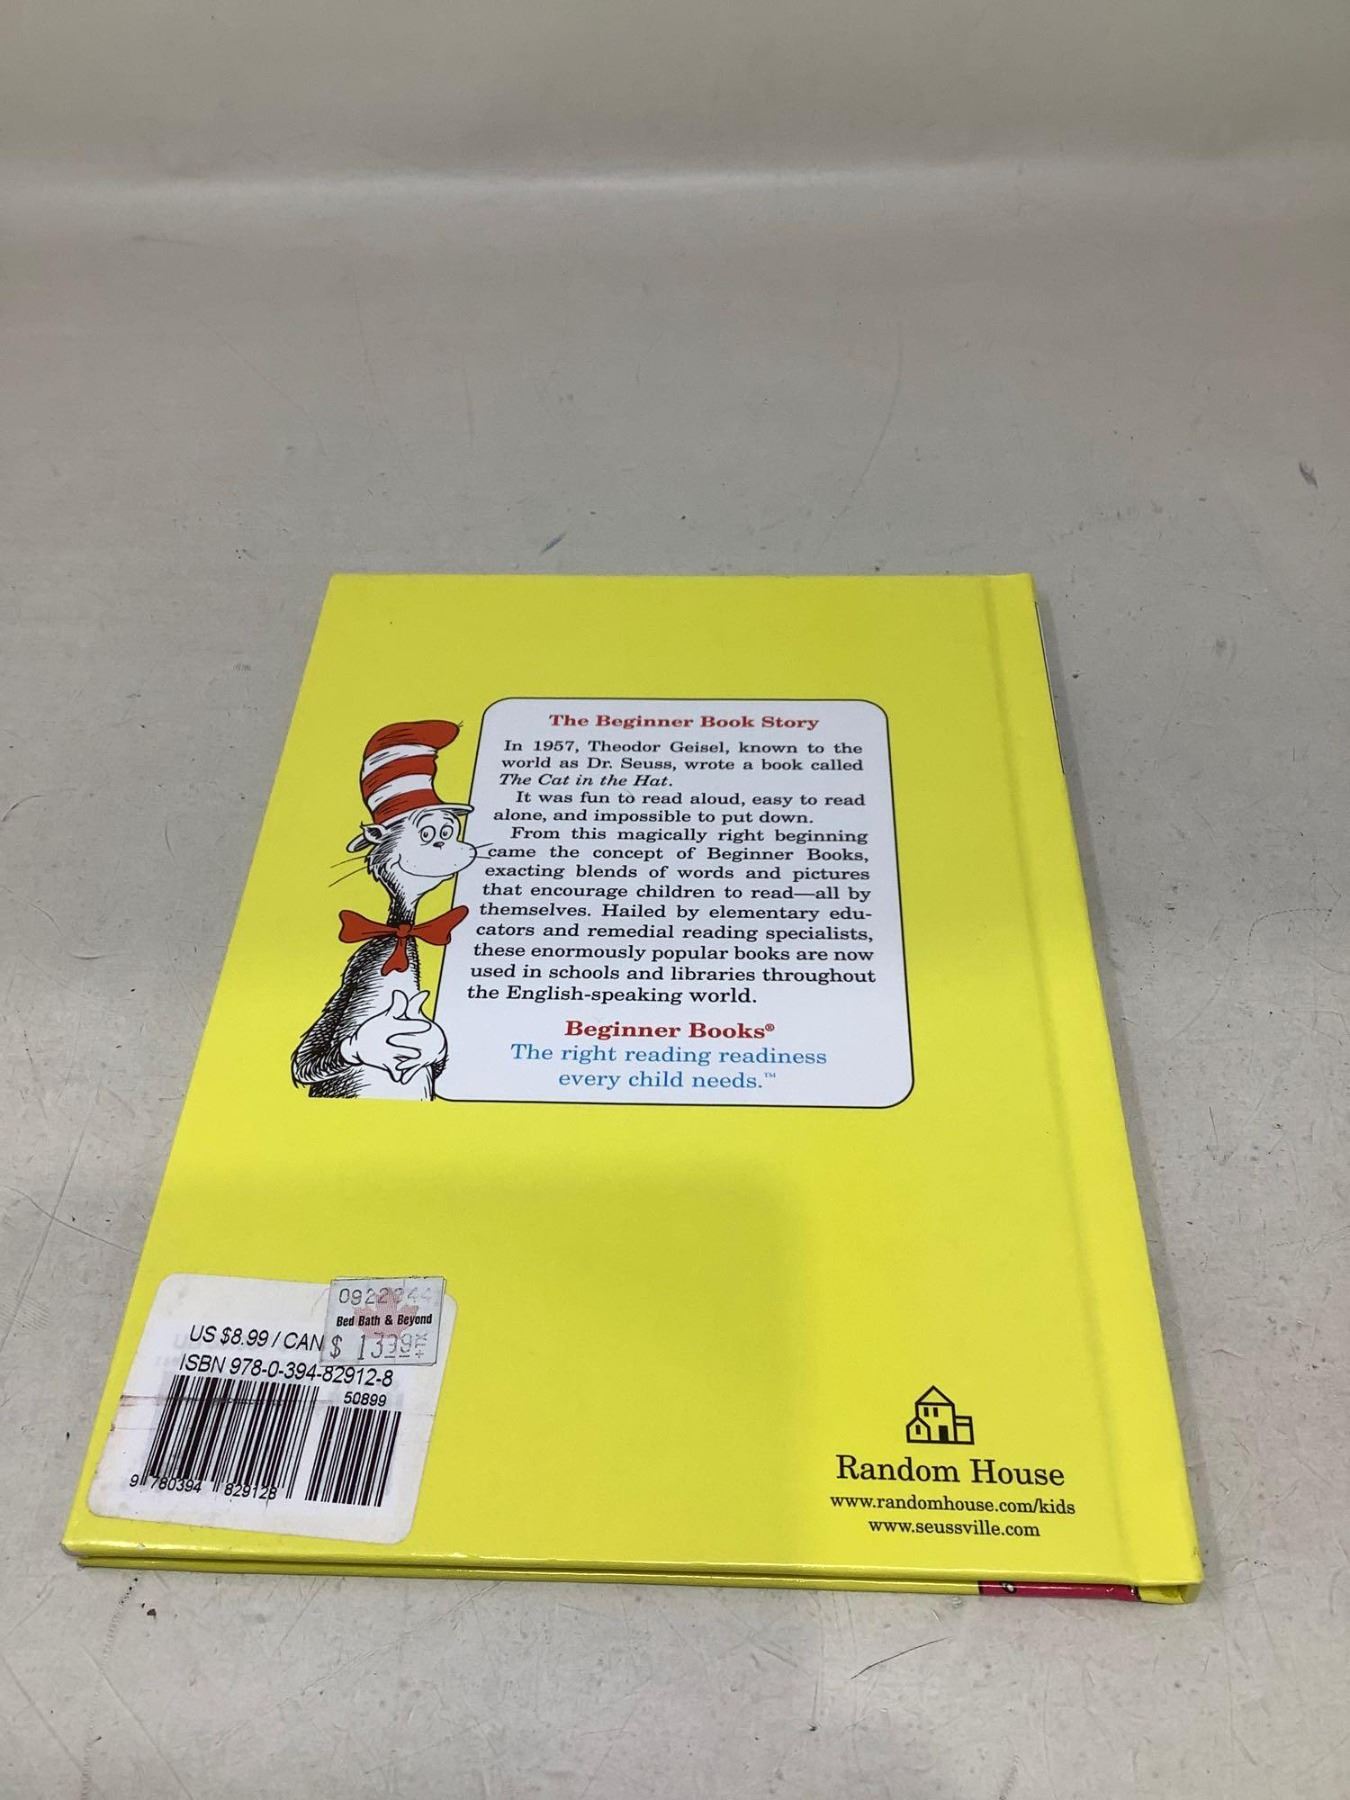 The Beginner Book Story
In 1957, Theodor Geisel, known to the
world as Dr. Seuss, wrote a book called
The Cat in the Hat.
It was fun to read aloud, easy to read
alone, and impossible to put down.
From this magically right beginning
came the concept of Beginner Books,
exacting blends of words and pictures
that encourage children to read—all by
themselves. Hailed by elementary edu-
cators and remedial reading specialists,
these enormously popular books are now
used in schools and libraries throughout
the English-speaking world.
Beginner Books®
The right reading readiness
every child needs.™
092224
Bed Bath & Beyond
$ 13.99
US $8.99 / CAN
ISBN 978-0-394-82912-8
50899
9 780394 829128
Random House
www.randomhouse.com/kids
www.seussville.com